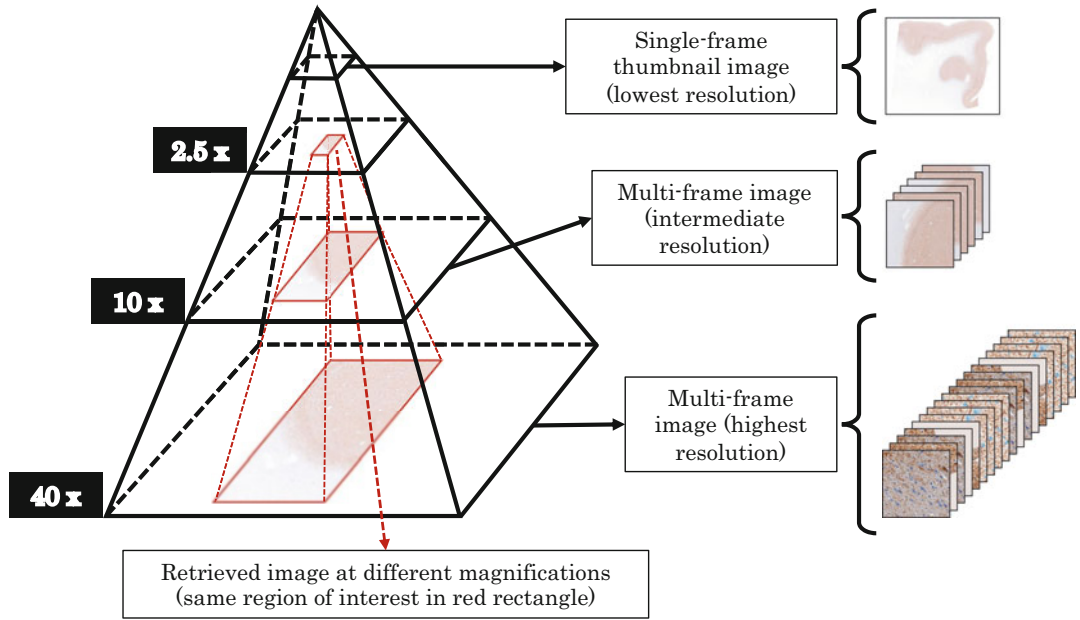 Single-frame
thumbnail image
(lowest resolution)
2.5 x
Multi-frame image
(intermediate
resolution)
10 x
Multi-frame
image (highest
resolution)
40 x
Retrieved image at different magnifications
(same region of interest in red rectangle)